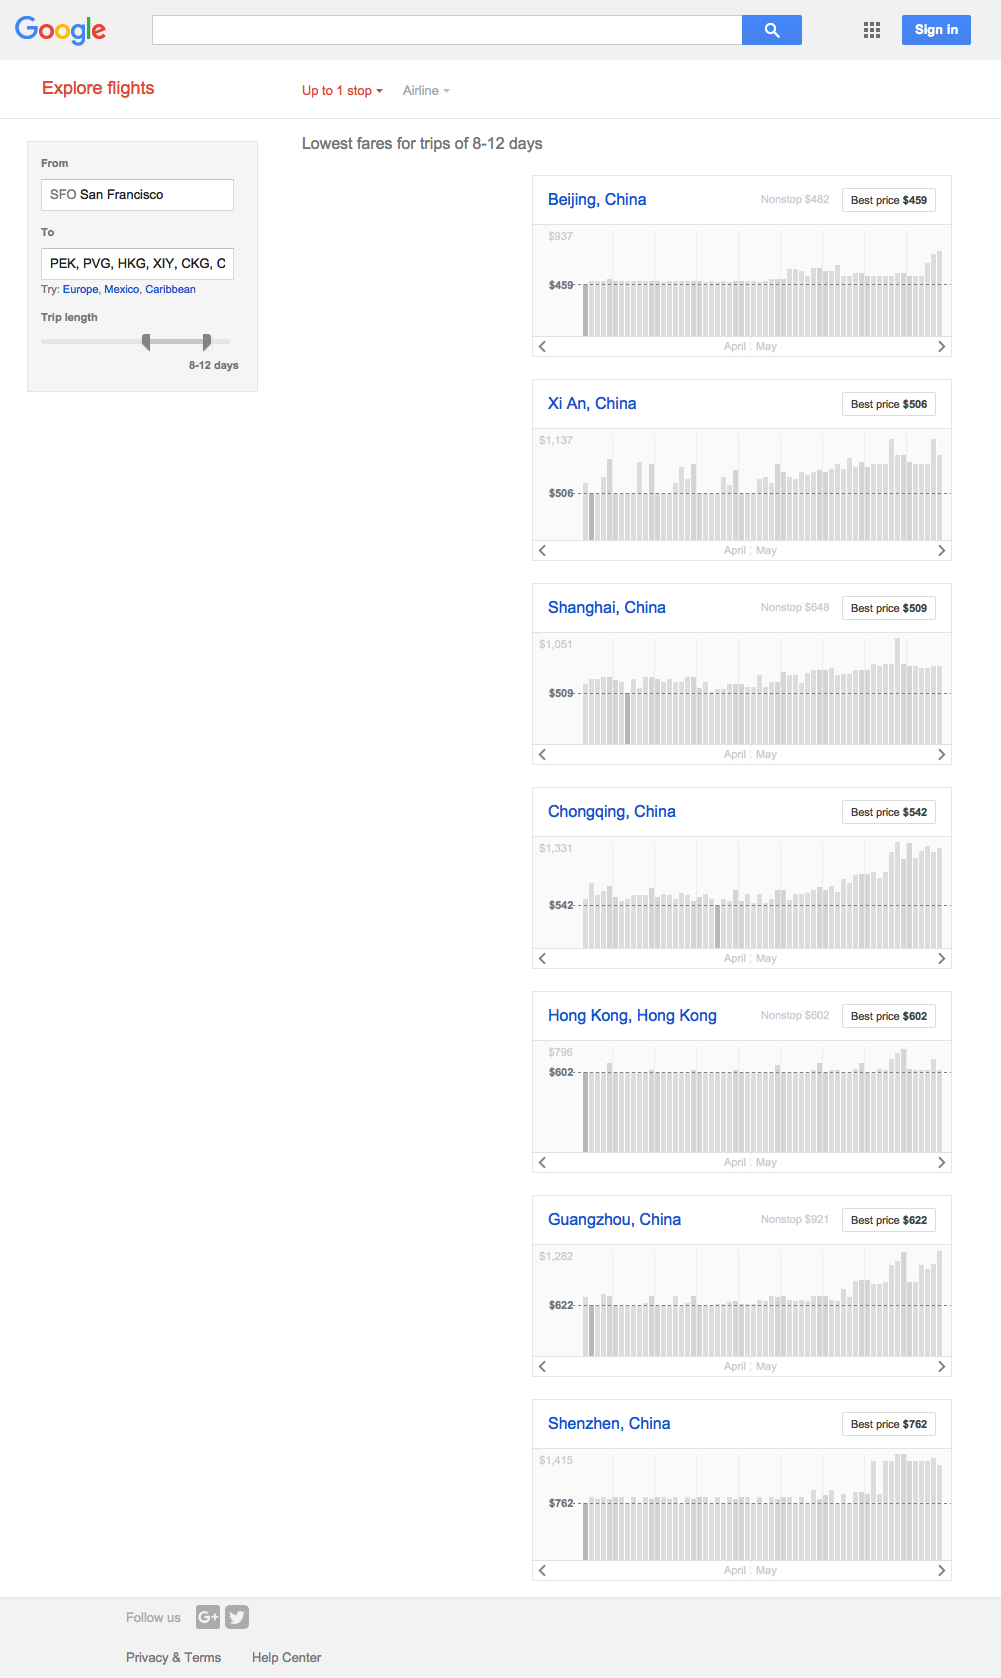 Google
Sign in
Explore flights
Up to 1 stop
Airline
From
SFO San Francisco
To
PEK, PVG, HKG, XIY, CKG, C
Try: Europe, Mexico, Caribbean
Trip length
8-12 days
Lowest fares for trips of 8-12 days
Beijing, China
Nonstop $482
Best price $459
$937
$459
April
May
Xi An, China
Best price $506
$1,137
$506
April
May
Shanghai, China
Nonstop $648
Best price $509
$1,051
$509
April
May
Chongqing, China
Best price $542
$1,331
$542
April
May
Hong Kong, Hong Kong
Nonstop $602
Best price $602
$796
$602
April
May
Guangzhou, China
Nonstop $921
Best price $622
$1,282
$622
April
May
Shenzhen, China
Best price $762
$1,415
$762
April
May
Follow us
G+
Privacy & Terms
Help Center